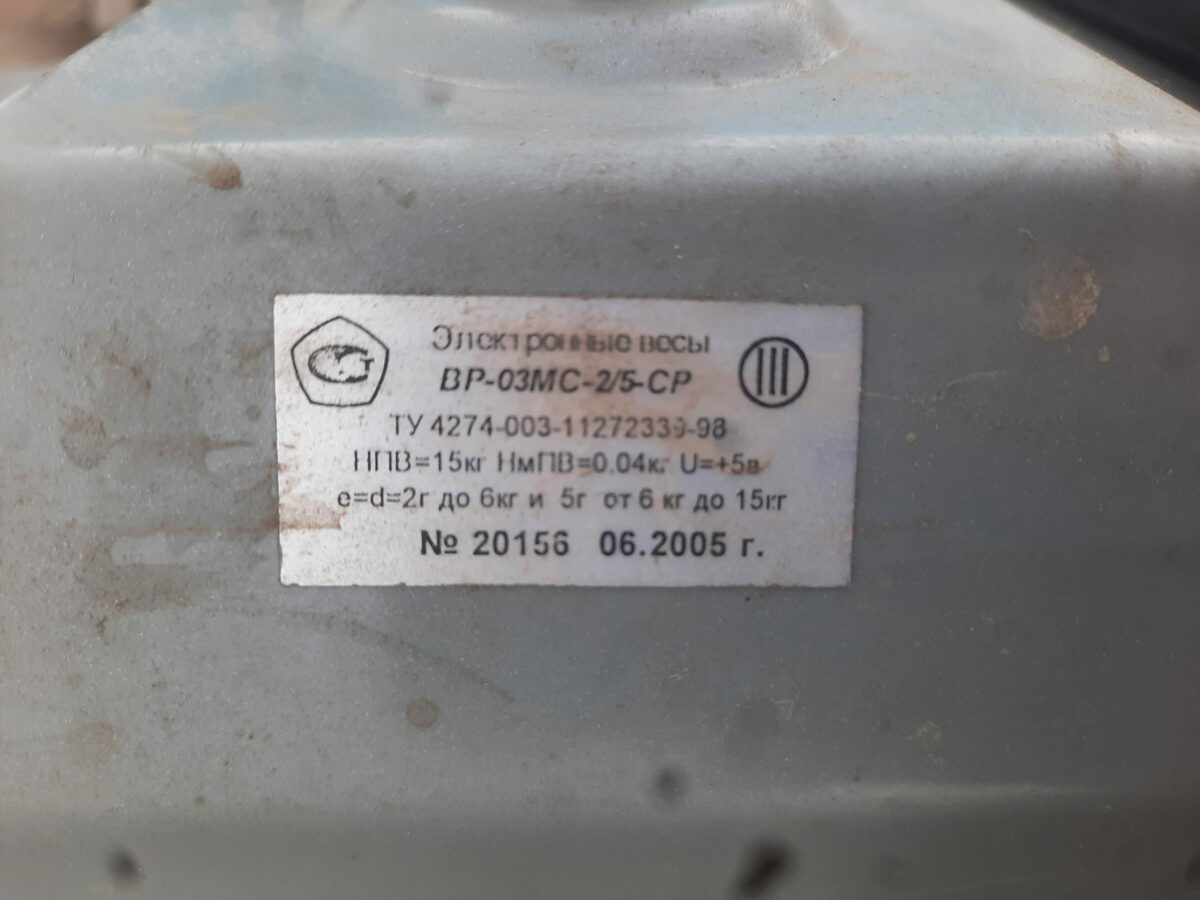 Электронные весы
ВР-03МС-2/5-СР
III
ТУ 4274-003-11272339-98
НПВ=15кг НмПВ=0.04кг U=+5в
e=d=2г до 6кг и 5г от 6 кг до 15кг
№ 20156 06.2005 г.